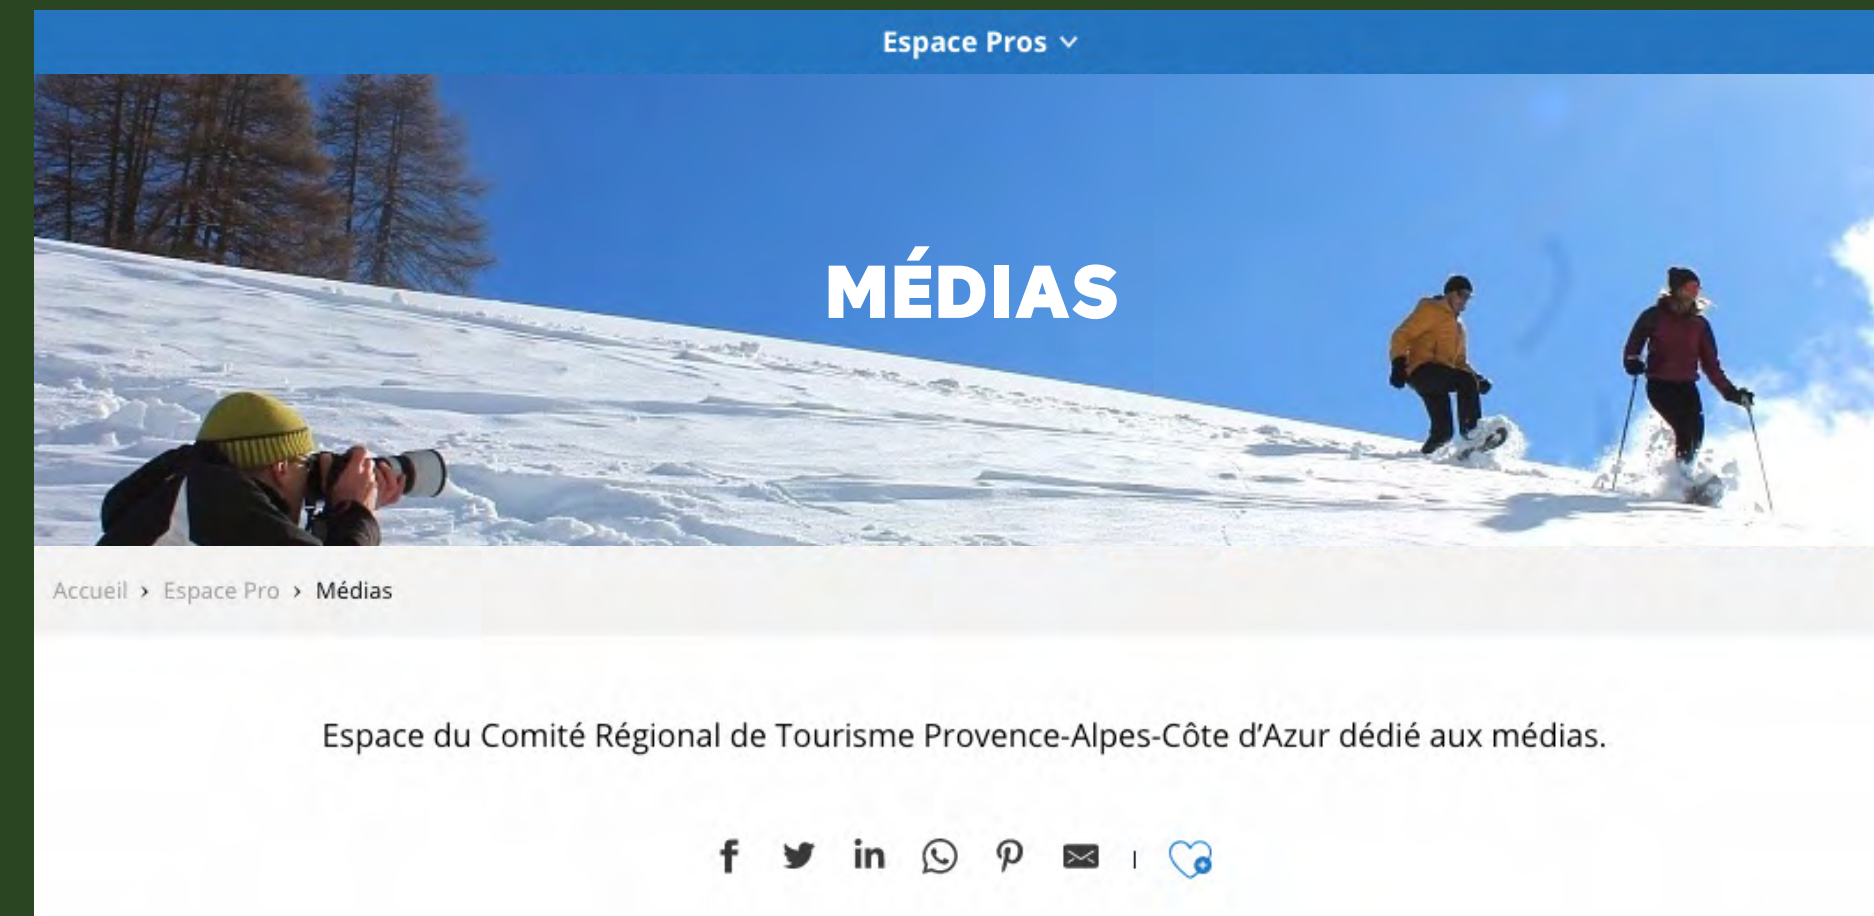 Espace Pros
MÉDIAS
Accueil › Espace Pro › Médias
Espace du Comité Régional de Tourisme Provence-Alpes-Côte d’Azur dédié aux médias.